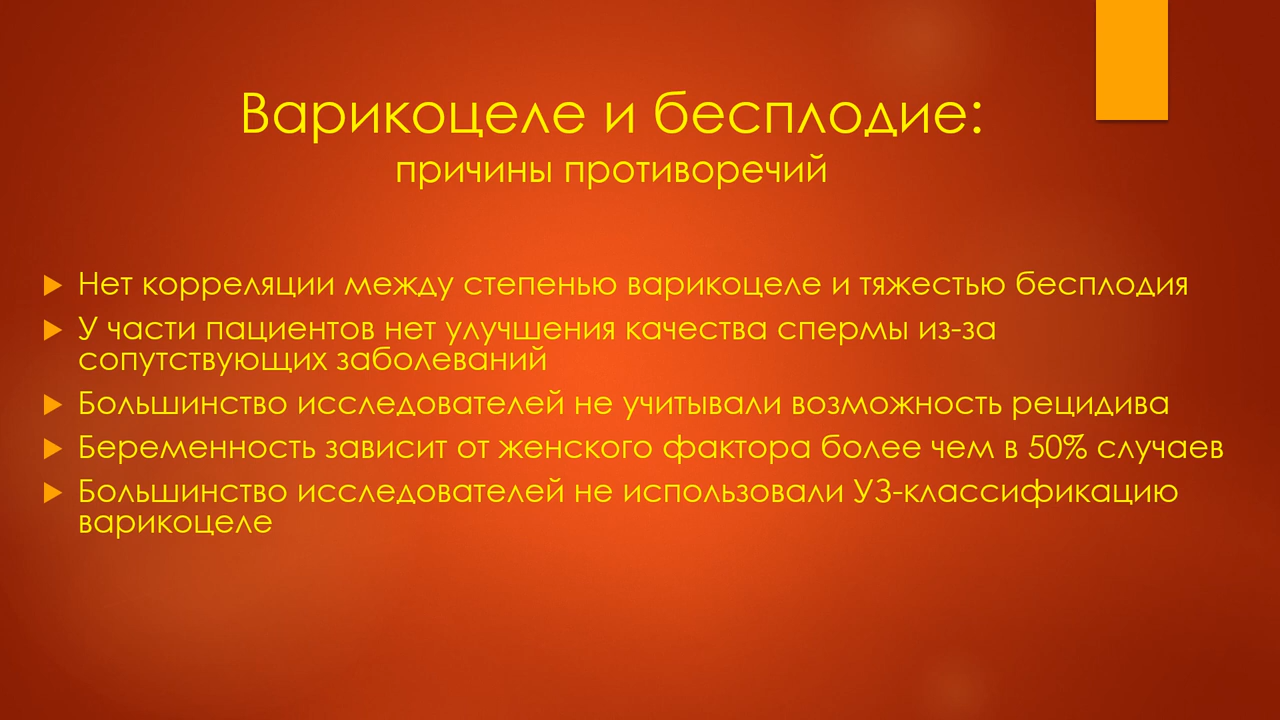 Варикоцеле и бесплодие:
причины противоречий
Нет корреляции между степенью варикоцеле и тяжестью бесплодия
У части пациентов нет улучшения качества спермы из-за
сопутствующих заболеваний
Большинство исследователей не учитывали возможность рецидива
Беременность зависит от женского фактора более чем в 50% случаев
Большинство исследователей не использовали УЗ-классификацию
варикоцеле